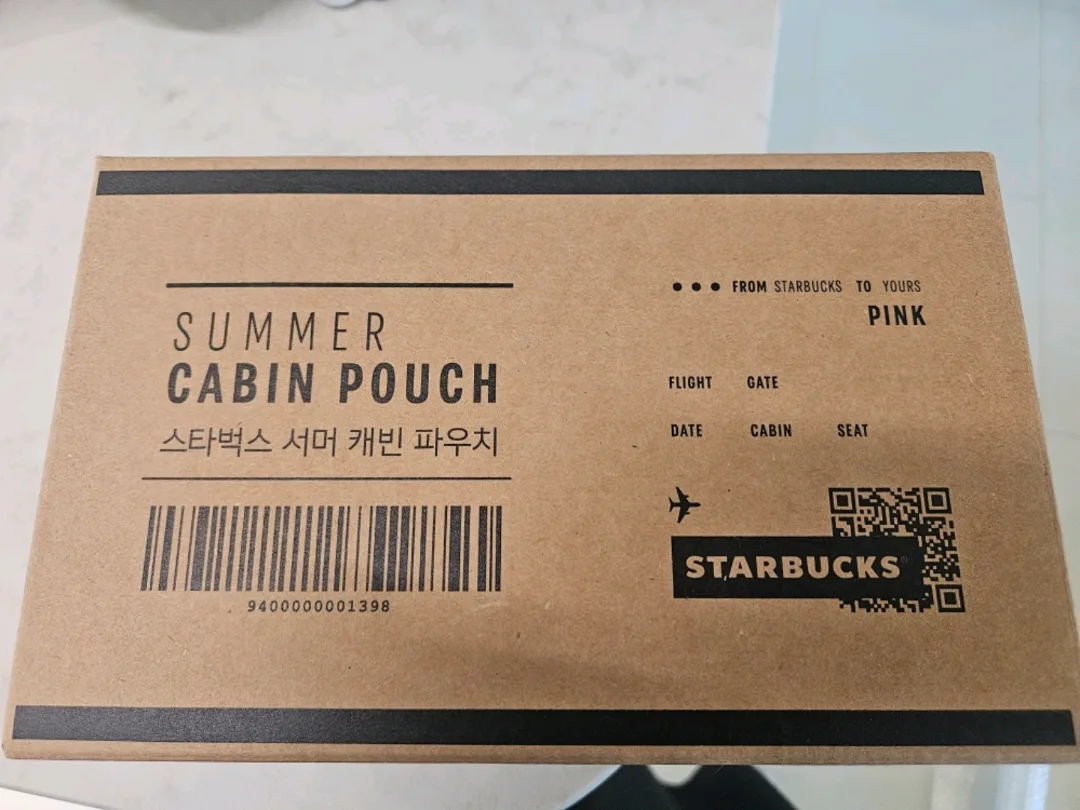 SUMMER
CABIN POUCH
스타벅스 서머 캐빈 파우치
9400000001398
••• FROM STARBUCKS TO YOURS
PINK
FLIGHT GATE
DATE CABIN SEAT
STARBUCKS®